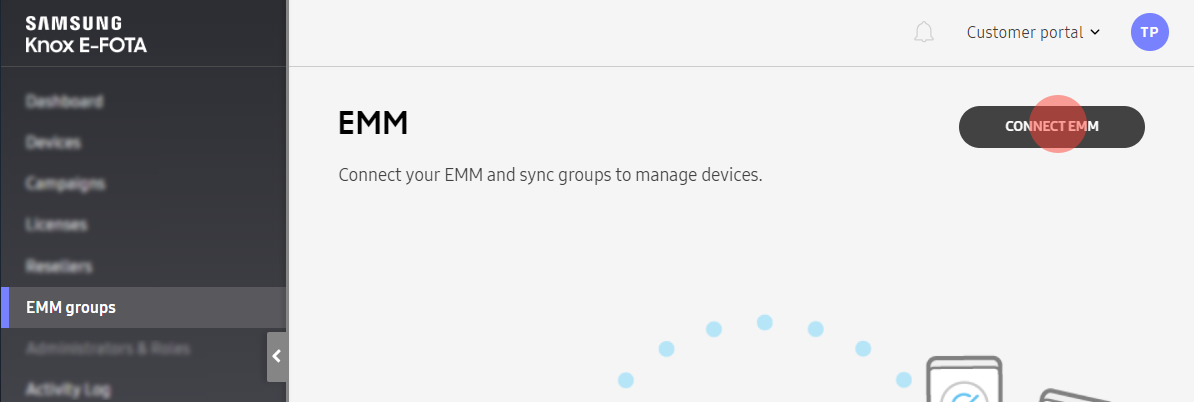 SAMSUNG
Knox E-FOTA
Dashboard
Devices
Campaigns
Licenses
Resellers
EMM groups
Administrators & Roles
Activity Log
Customer portal
TP
EMM
CONNECT EMM
Connect your EMM and sync groups to manage devices.